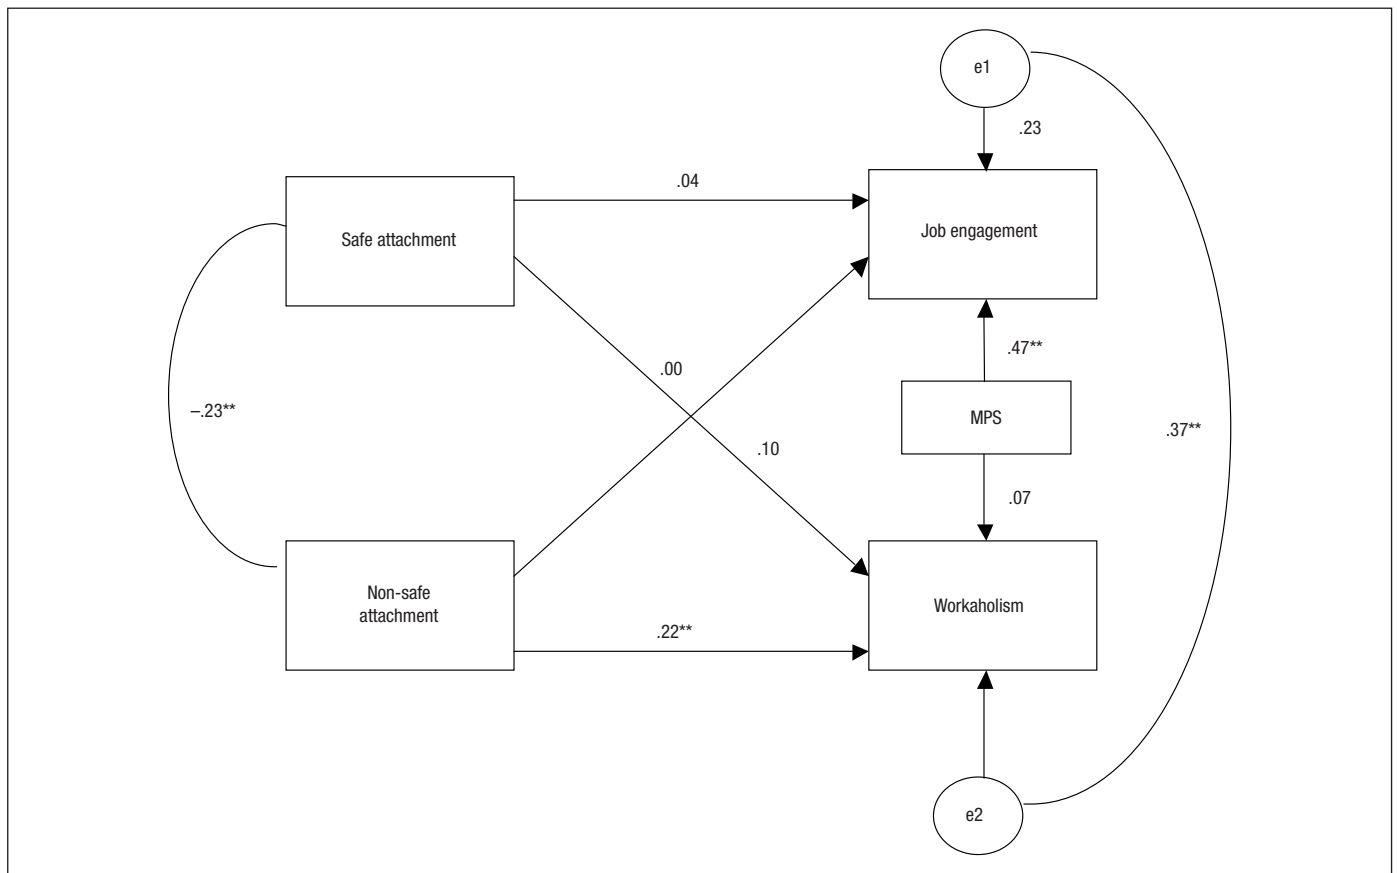 e1
.23
.04
Safe attachment
Job engagement
.00
.47**
–.23**
MPS
.37**
.10
.07
Non-safe
attachment
Workaholism
.22**
e2